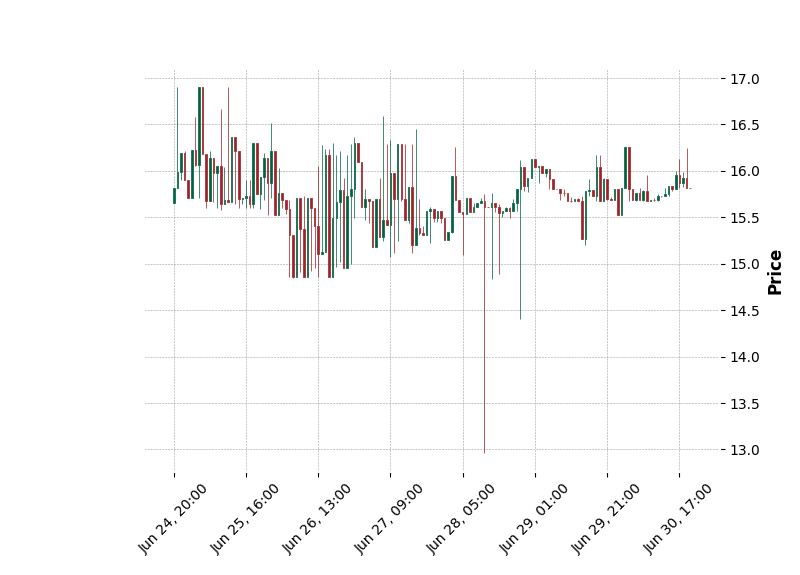 17.0
16.5
16.0
15.5
15.0
14.5
14.0
13.5
13.0
Price
Jun 24, 20:00
Jun 25, 16:00
Jun 26, 13:00
Jun 27, 09:00
Jun 28, 05:00
Jun 29, 01:00
Jun 29, 21:00
Jun 30, 17:00